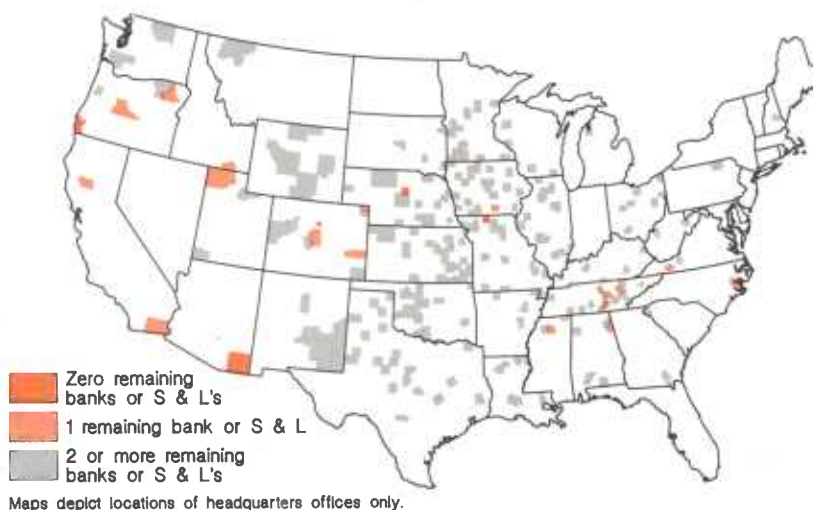 Zero remaining
banks or S & L's
1 remaining bank or S & L
2 or more remaining
banks or S & L's
Maps depict locations of headquarters offices only.